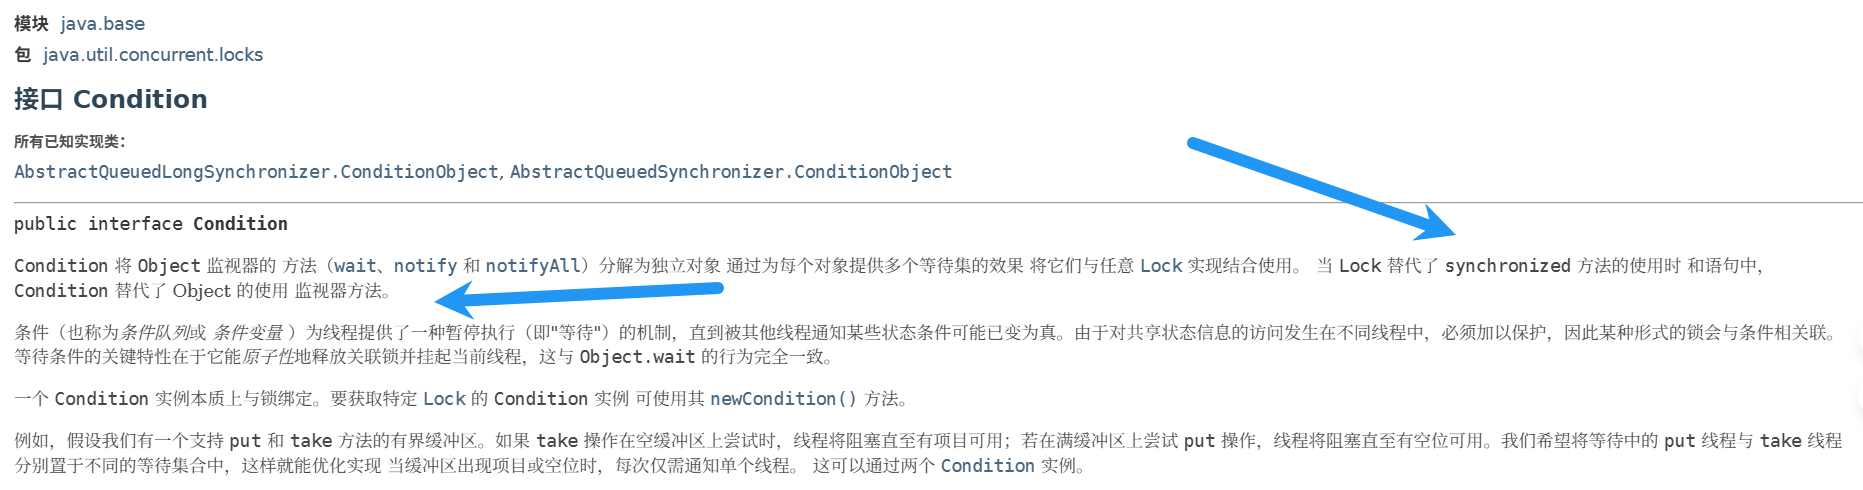 模块 java.base
包 java.util.concurrent.locks
接口 Condition
所有已知实现类：
AbstractQueuedLongSynchronizer.ConditionObject, AbstractQueuedSynchronizer.ConditionObject
public interface Condition
Condition 将 Object 监视器的 方法（wait、notify 和 notifyAll）分解为独立对象 通过为每个对象提供多个等待集的效果 将它们与任意 Lock 实现结合使用。 当 Lock 替代了 synchronized 方法的使用时 和语句中，
Condition 替代了 Object 的使用 监视器方法。
条件（也称为条件队列或 条件变量 ）为线程提供了一种暂停执行（即"等待"）的机制，直到被其他线程通知某些状态条件可能已变为真。由于对共享状态信息的访问发生在不同线程中，必须加以保护，因此某种形式的锁会与条件相关联。
等待条件的关键特性在于它能原子性地释放关联锁并挂起当前线程，这与 Object.wait 的行为完全一致。
一个 Condition 实例本质上与锁绑定。要获取特定 Lock 的 Condition 实例 可使用其 newCondition() 方法。
例如，假设我们有一个支持 put 和 take 方法的有界缓冲区。如果 take 操作在空缓冲区上尝试时，线程将阻塞直至有项目可用；若在满缓冲区上尝试 put 操作，线程将阻塞直至有空位可用。我们希望将等待中的 put 线程与 take 线程
分别置于不同的等待集合中，这样就能优化实现 当缓冲区出现项目或空位时，每次仅需通知单个线程。 这可以通过两个 Condition 实例。